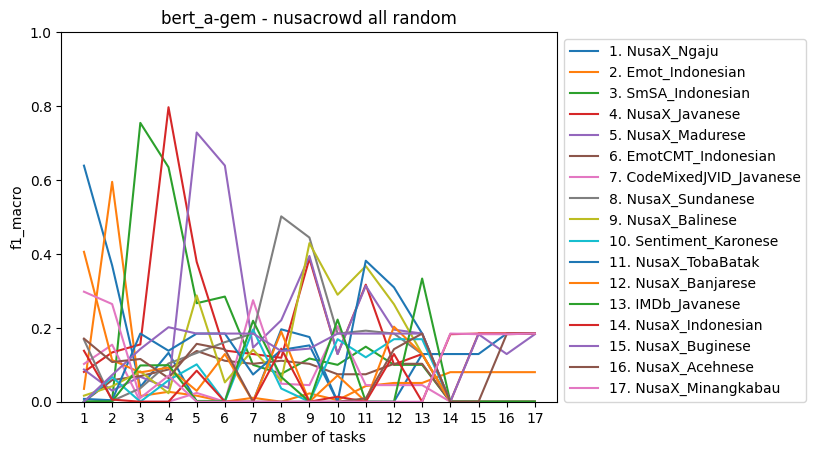 bert_a-gem - nusacrowd all random
f1_macro
1.0
0.8
0.6
0.4
0.2
0.0
1 2 3 4 5 6 7 8 9 10 11 12 13 14 15 16 17
number of tasks
1. NusaX_Ngaju
2. Emot_Indonesian
3. SmSA_Indonesian
4. NusaX_Javanese
5. NusaX_Madurese
6. EmotCMT_Indonesian
7. CodeMixedJVID_Javanese
8. NusaX_Sundanese
9. NusaX_Balinese
10. Sentiment_Karonese
11. NusaX_TobaBatak
12. NusaX_Banjarese
13. IMDb_Javanese
14. NusaX_Indonesian
15. NusaX_Buginese
16. NusaX_Acehnese
17. NusaX_Minangkabau